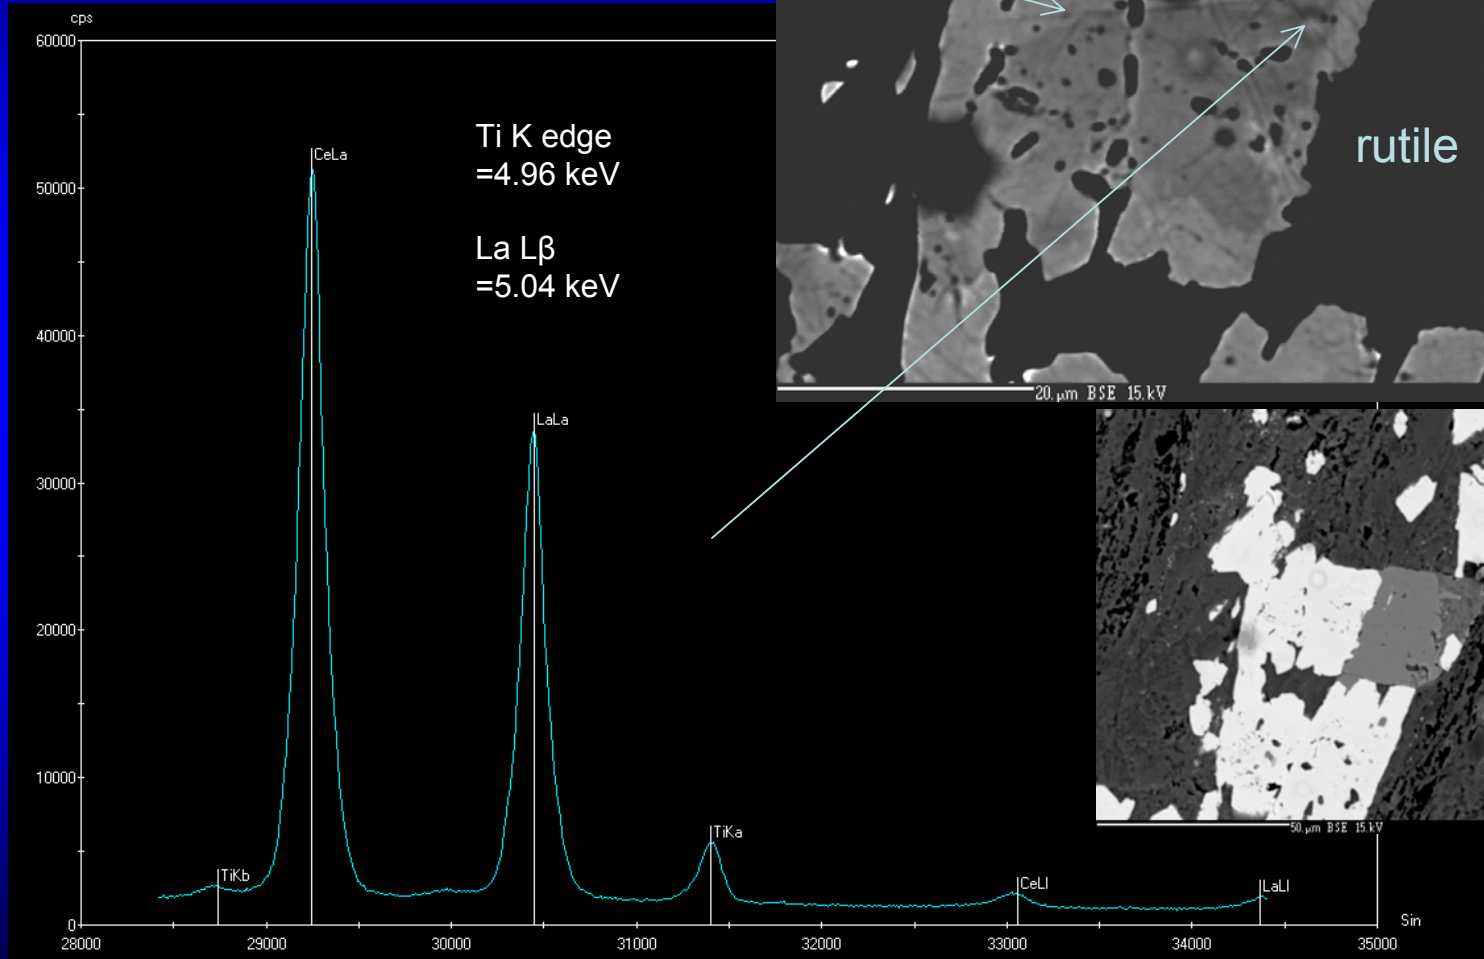 cps
60000
50000
40000
30000
20000
10000
0
28000
29000
30000
31000
32000
33000
34000
35000
Sin
TiKb
CeLa
LaLa
TiKa
CeLl
LaLl
Ti K edge
=4.96 keV
La Lβ
=5.04 keV
rutile
20.µm BSE 15.kV
50.µm BSE 15.kV